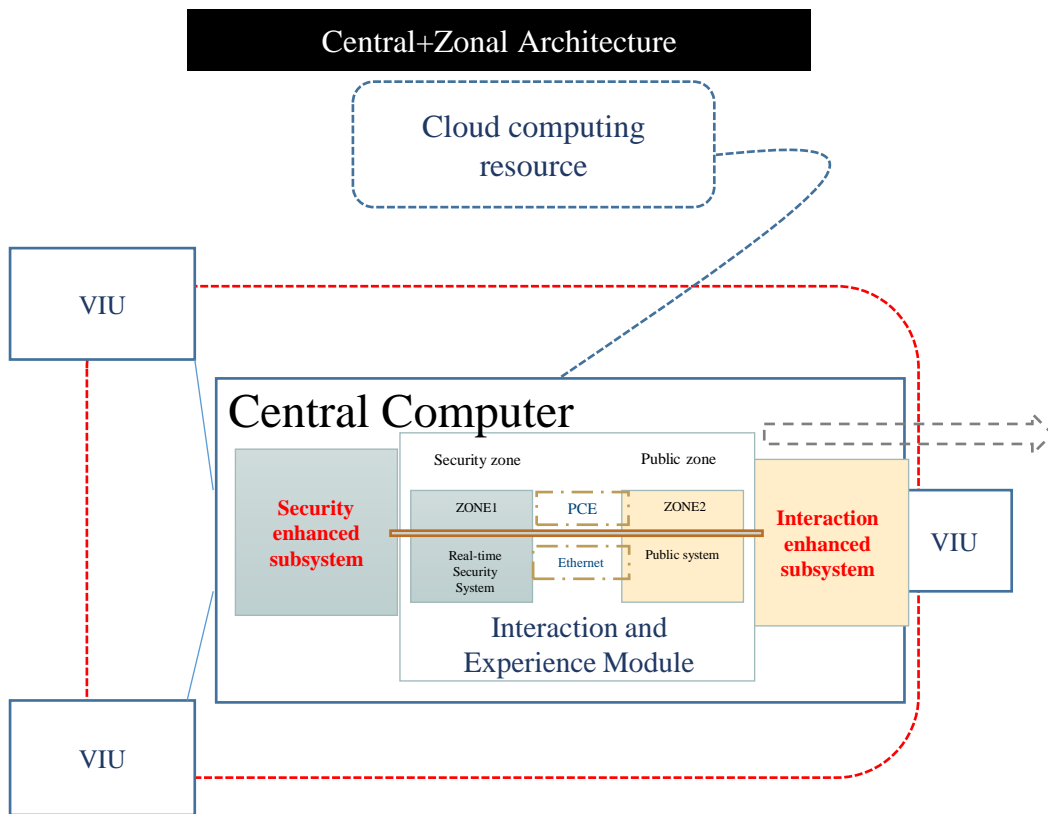 Central+Zonal Architecture
Cloud computing
resource
VIU
Central Computer
Security zone
Public zone
Security
enhanced
subsystem
ZONE1
PCE
ZONE2
Real-time
Security
System
Ethernet
Public system
Interaction
enhanced
subsystem
VIU
Interaction and
Experience Module
VIU